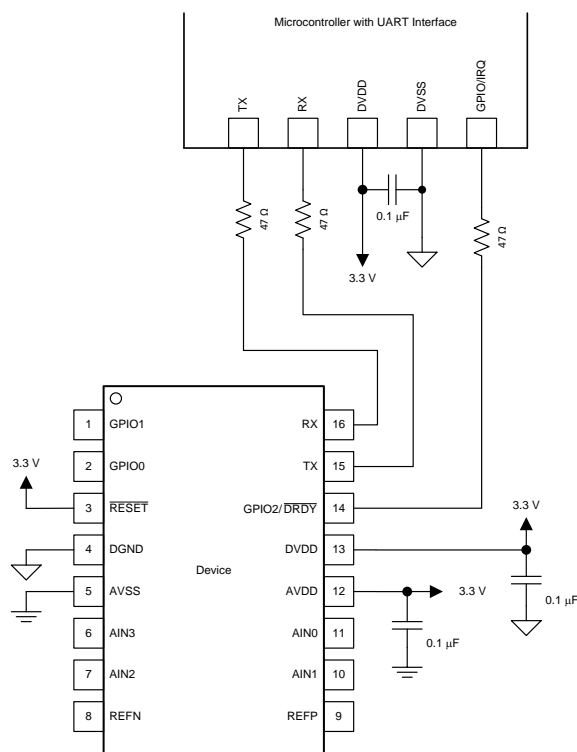 Microcontroller with UART Interface
TX
RX
DVDD
DVSS
GPIO/IRQ
47 Ω
47 Ω
0.1 μF
47 Ω
3.3 V
1
GPIO1
RX
16
2
GPIO0
TX
15
3.3 V
3
RESET
GPIO2/DRDY
14
3.3 V
4
DGND
DVDD
13
Device
5
AVSS
AVDD
12
3.3 V
0.1 μF
6
AIN3
AIN0
11
0.1 μF
7
AIN2
AIN1
10
8
REFN
REFP
9